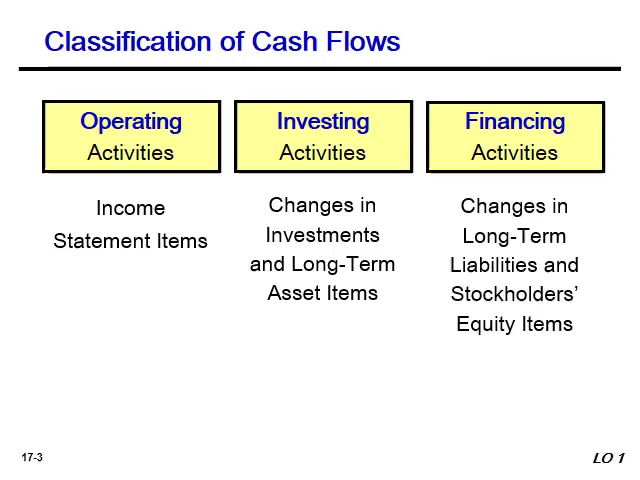 Classification of Cash Flows
Operating
Activities
Investing
Activities
Financing
Activities
Income
Statement Items
Changes in
Investments
and Long-Term
Asset Items
Changes in
Long-Term
Liabilities and
Stockholders’
Equity Items
17-3
LO 1